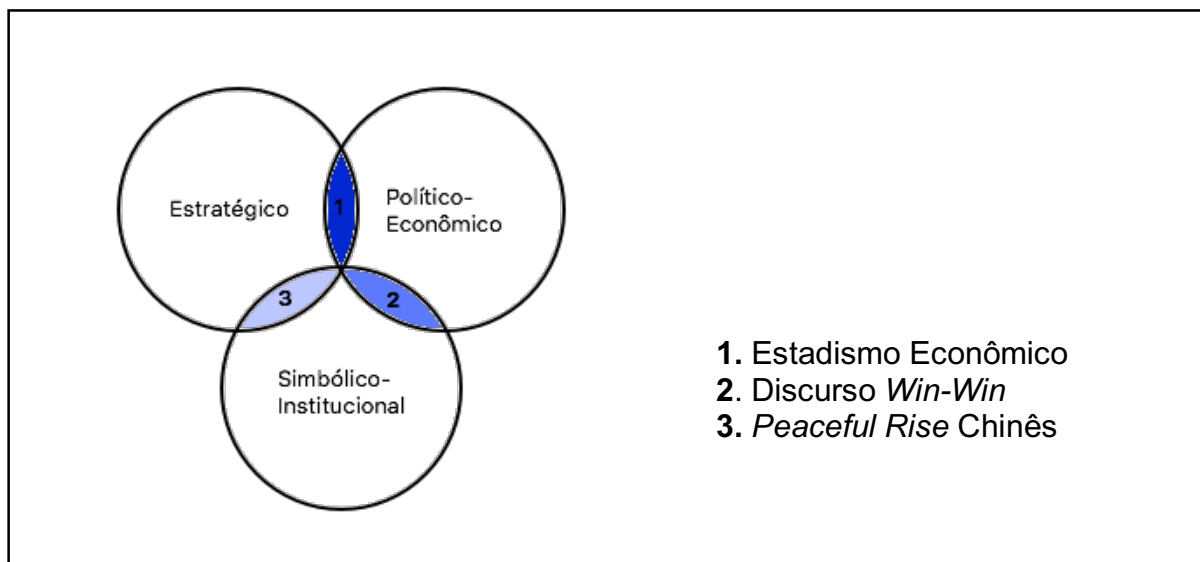 Estratégico
1
Político-
Econômico
3
2
Simbólico-
Institucional
1. Estadismo Econômico
2. Discurso Win-Win
3. Peaceful Rise Chinês